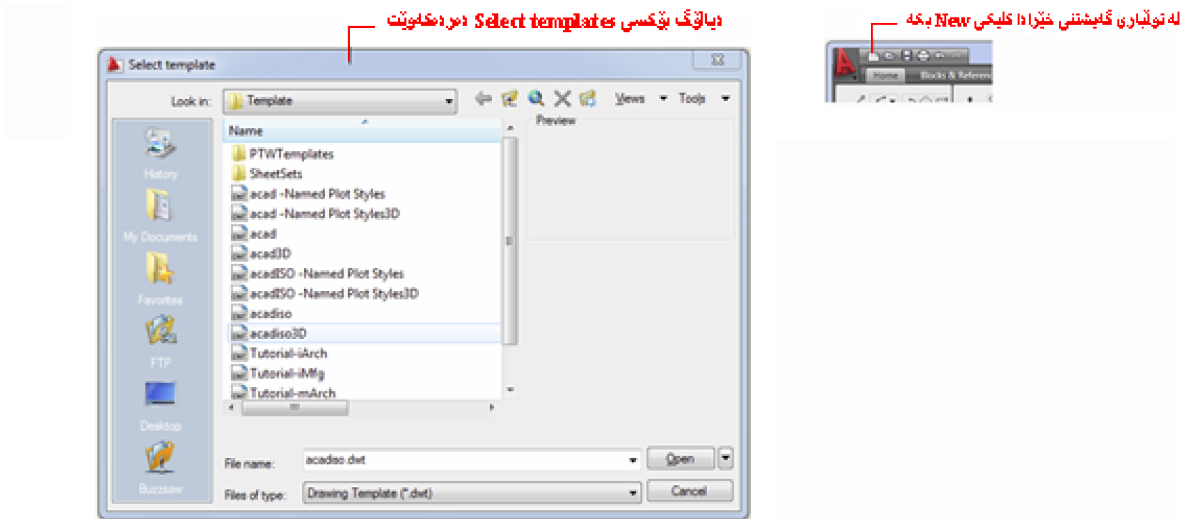 لە توڵباری گەیشتنی خێرادا کلیکی New بکە
دیالۆگ بۆکسی Select templates دەردەکەوێت
Home Blocks & Referenc
Select template
Look in: Template Views Tools
Name
Preview
PTWTemplates
SheetSets
acad -Named Plot Styles
acad -Named Plot Styles3D
acad
acad3D
acadISO -Named Plot Styles
acadISO -Named Plot Styles3D
acadiso
acadiso3D
Tutorial-iArch
Tutorial-iMfg
Tutorial-mArch
History
My Documents
Favorites
FTP
Desktop
Buzzsaw
File name: acadiso.dwt Open
Files of type: Drawing Template (*.dwt) Cancel